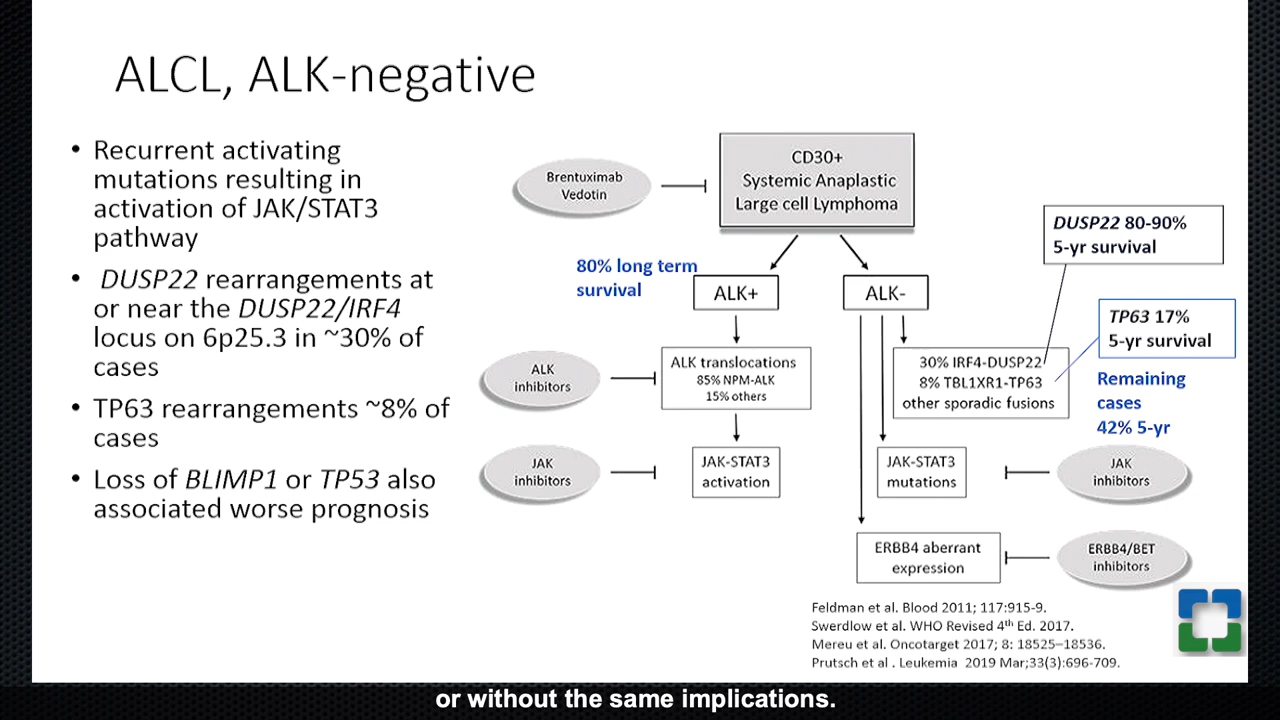 ALCL, ALK-negative
• Recurrent activating
mutations resulting in
activation of JAK/STAT3
pathway
• DUSP22 rearrangements at
or near the DUSP22/IRF4
locus on 6p25.3 in ~30% of
cases
• TP63 rearrangements ~8% of
cases
• Loss of BLIMP1 or TP53 also
associated worse prognosis
Brentuximab
Vedotin
CD30+
Systemic Anaplastic
Large cell Lymphoma
80% long term
survival
ALK+
ALK-
DUSP22 80-90%
5-yr survival
TP63 17%
5-yr survival
Remaining
cases
42% 5-yr
ALK
inhibitors
ALK translocations
85% NPM-ALK
15% others
30% IRF4-DUSP22
8% TBL1XR1-TP63
other sporadic fusions
JAK
inhibitors
JAK-STAT3
activation
JAK-STAT3
mutations
JAK
inhibitors
ERBB4 aberrant
expression
ERBB4/BET
inhibitors
Feldman et al. Blood 2011; 117:915-9.
Swerdlow et al. WHO Revised 4th Ed. 2017.
Mereu et al. Oncotarget 2017; 8: 18525–18536.
Prutsch et al . Leukemia 2019 Mar;33(3):696-709.
or without the same implications.